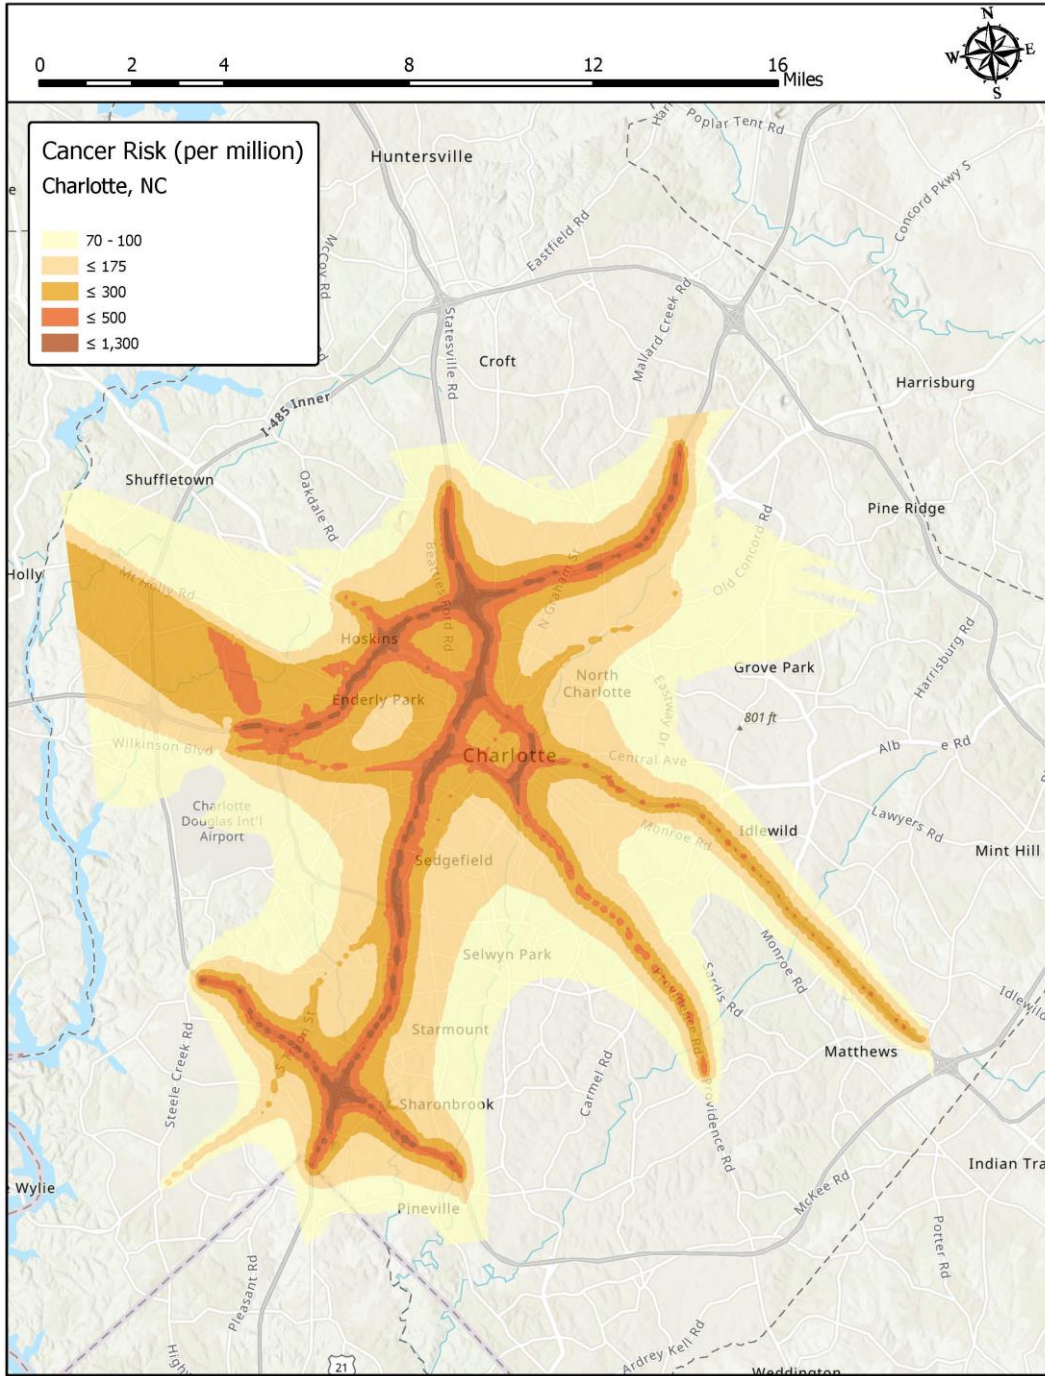 N
W E
S
0 2 4 8 12 16 Miles
Cancer Risk (per million)
Charlotte, NC
70 - 100
≤ 175
≤ 300
≤ 500
≤ 1,300
Poplar Tent Rd
Huntersville
Concord Pkwy S
Eastfield Rd
McCoy Rd
Mallard Creek Rd
Statesville Rd
Croft
Harrisburg
I-485 Inner
Shuffletown
Oakdale Rd
Pine Ridge
Old Concord Rd
Holly
Mt Holly Rd
Beatties Ford Rd
N Graham St
Hoskins
Harrisburg Rd
Grove Park
North
Charlotte
Enderly Park
Eastway Dr
801 ft
Wilkinson Blvd
Charlotte
Central Ave
Alb e Rd
Charlotte
Douglas Int'l
Airport
Lawyers Rd
Monroe Rd
Idlewild
Mint Hill
Sedgefield
Selwyn Park
Monroe Rd
Sardis Rd
Providence Rd
Idlewild
S Tryon St
Starmount
Steele Creek Rd
Matthews
Carmel Rd
Sharonbrook
Providence Rd
Indian Tra
Wylie
McKee Rd
Pineville
Potter Rd
Pleasant Rd
21
Ardrey Kell Rd
Weddington